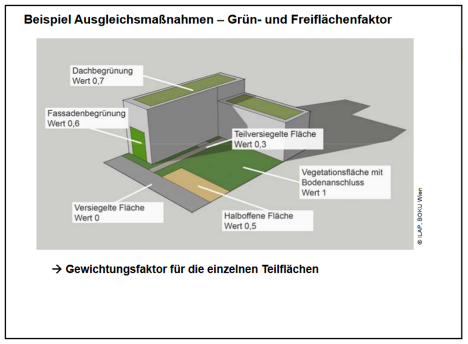 Beispiel Ausgleichsmaßnahmen – Grün- und Freiflächenfaktor
Dachbegrünung
Wert 0,7
Fassadenbegrünung
Wert 0,6
Teilversiegelte Fläche
Wert 0,3
Vegetationsfläche mit
Bodenanschluss
Wert 1
Versiegelte Fläche
Wert 0
Halboffene Fläche
Wert 0,5
© ILAP, BOKU Wien
→ Gewichtungsfaktor für die einzelnen Teilflächen